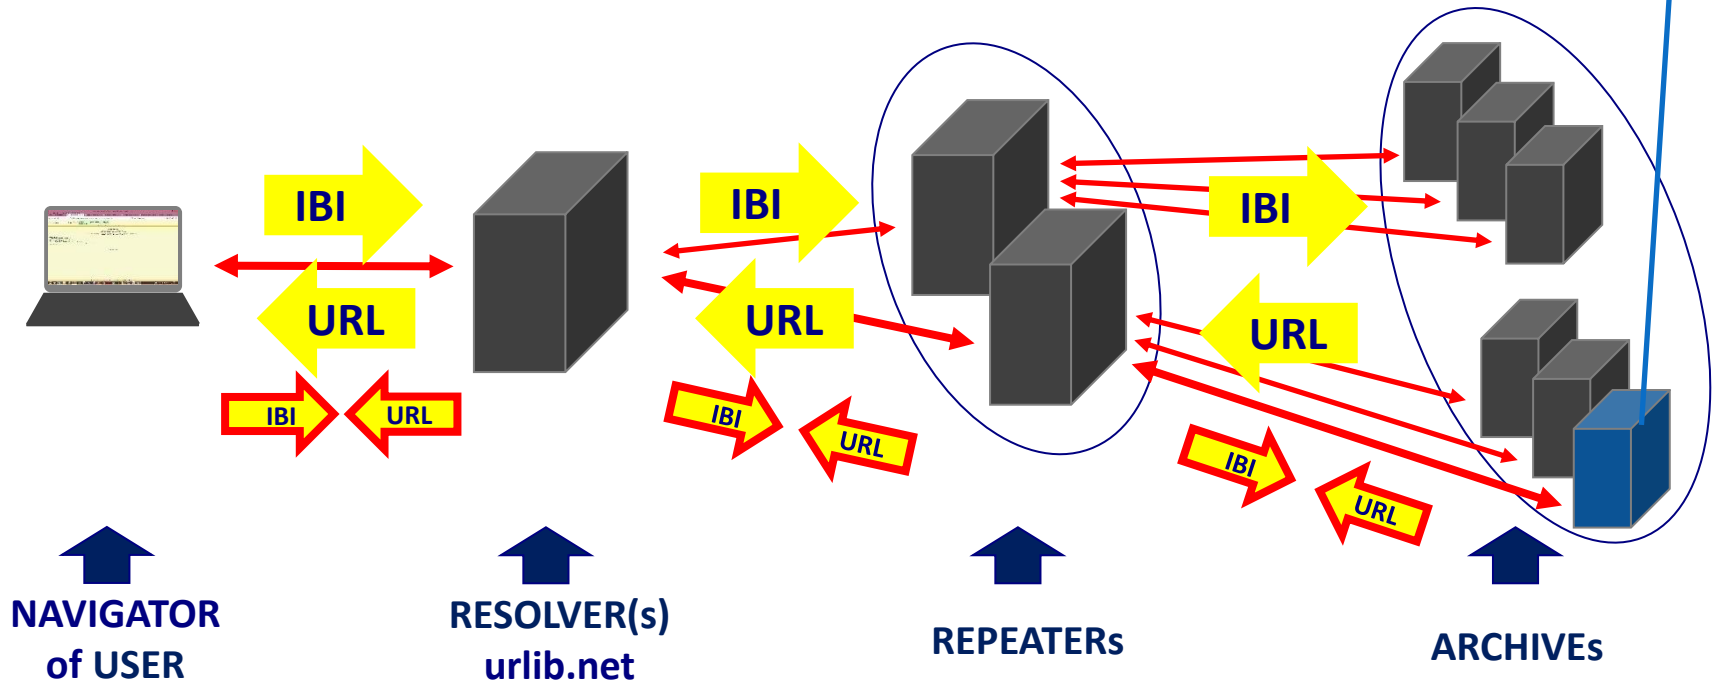 IBI
IBI
IBI
URL
URL
URL
IBI
URL
IBI
URL
IBI
URL
NAVIGATOR
of USER
RESOLVER(s)
urlib.net
REPEATERs
ARCHIVEs